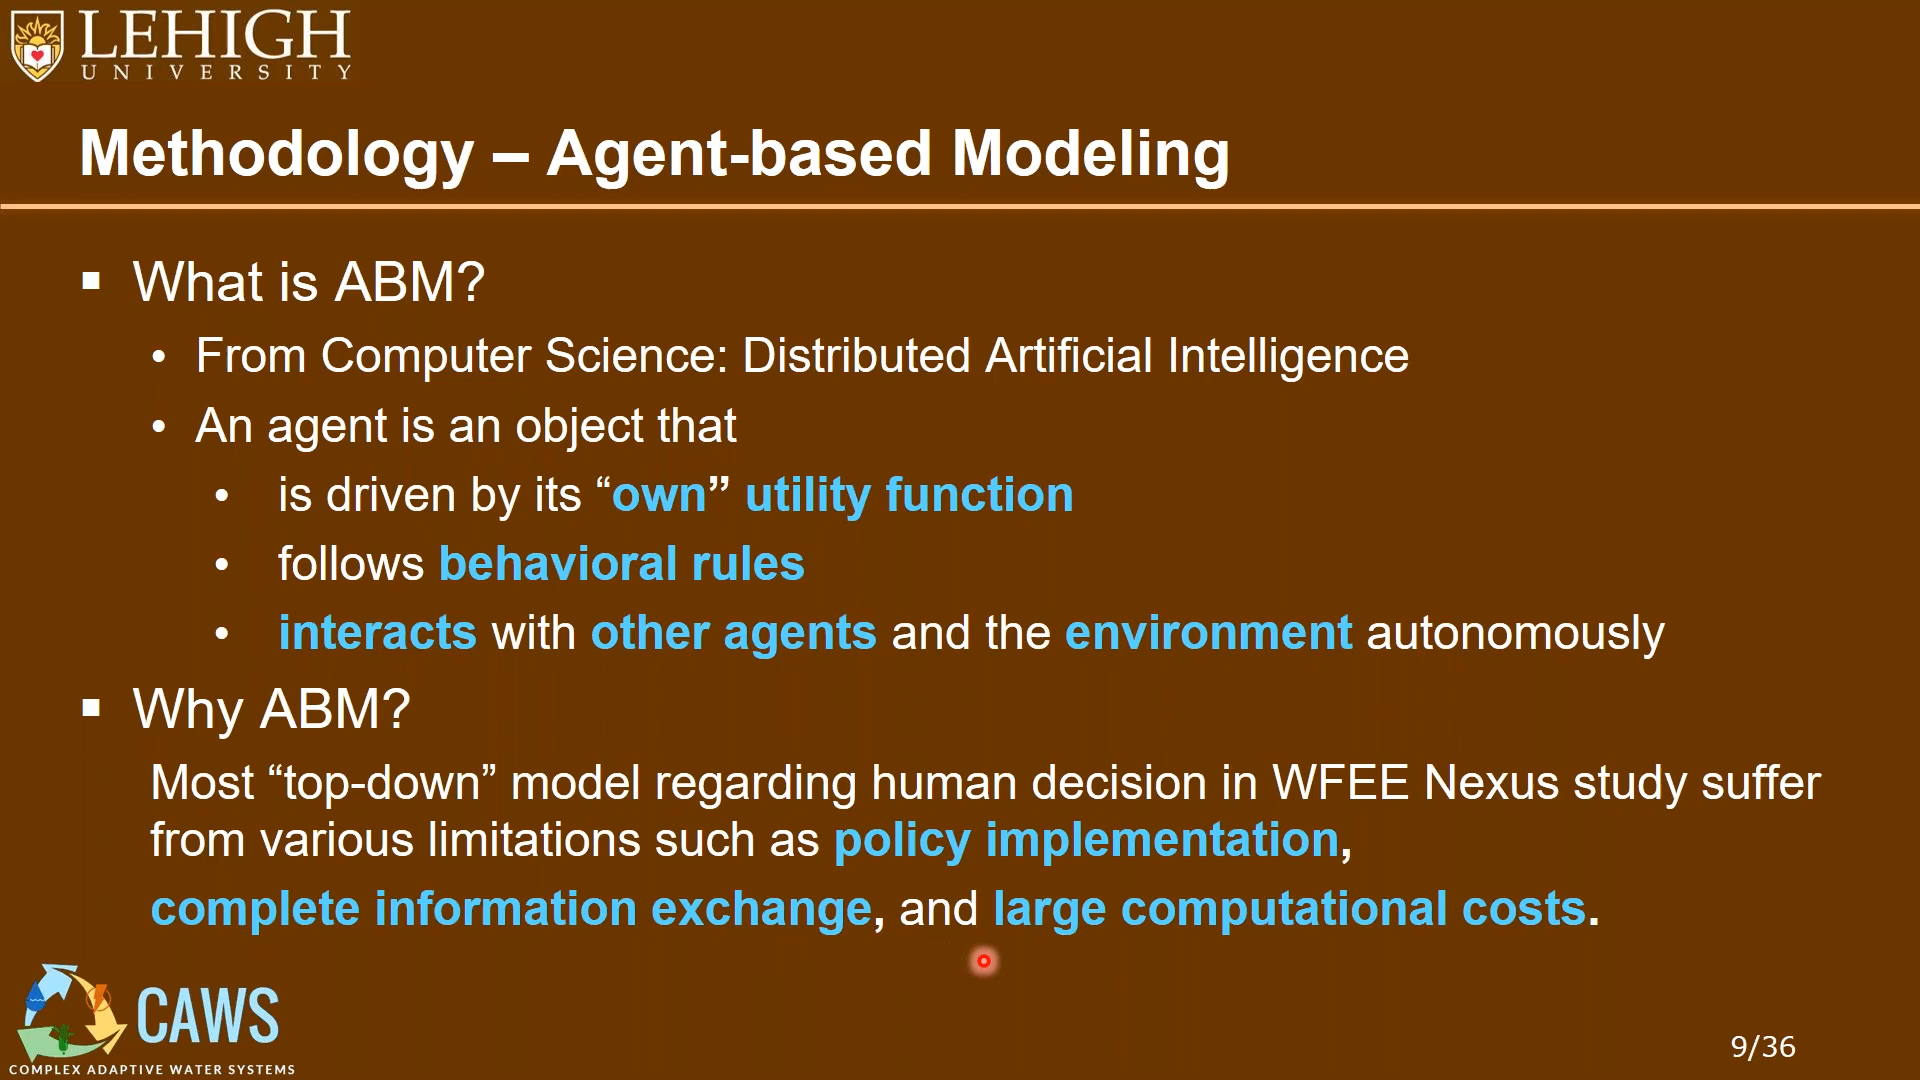 LEHIGH
UNIVERSITY
Methodology – Agent-based Modeling
▪ What is ABM?
• From Computer Science: Distributed Artificial Intelligence
• An agent is an object that
• is driven by its “own” utility function
• follows behavioral rules
• interacts with other agents and the environment autonomously
▪ Why ABM?
Most “top-down” model regarding human decision in WFEE Nexus study suffer
from various limitations such as policy implementation,
complete information exchange, and large computational costs.
CAWS
COMPLEX ADAPTIVE WATER SYSTEMS
9/36